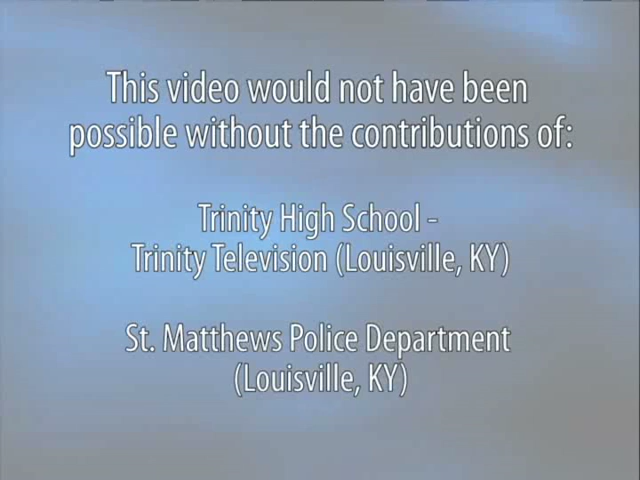 This video would not have been
possible without the contributions of:
Trinity High School -
Trinity Television (Louisville, KY)
St. Matthews Police Department
(Louisville, KY)